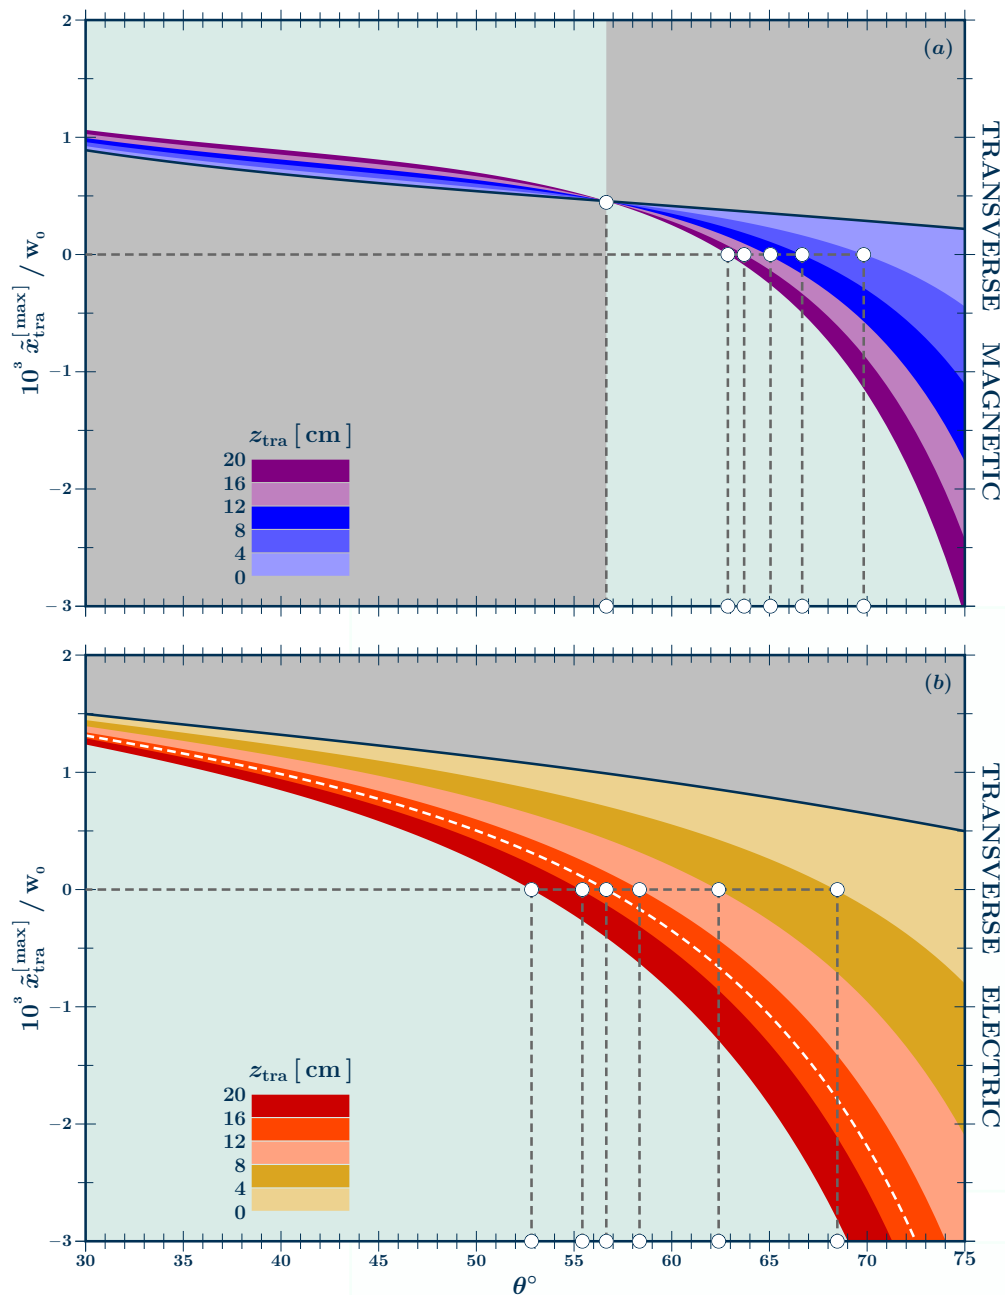 2
(a)
1
0
−1
−2
−3
10³ x̃[max]tra / w₀
TRANSVERSE MAGNETIC
ztra [ cm ]
20
16
12
8
4
0
2
(b)
1
0
−1
−2
−3
10³ x̃[max]tra / w₀
TRANSVERSE ELECTRIC
ztra [ cm ]
20
16
12
8
4
0
30 35 40 45 50 55 60 65 70 75
θ°